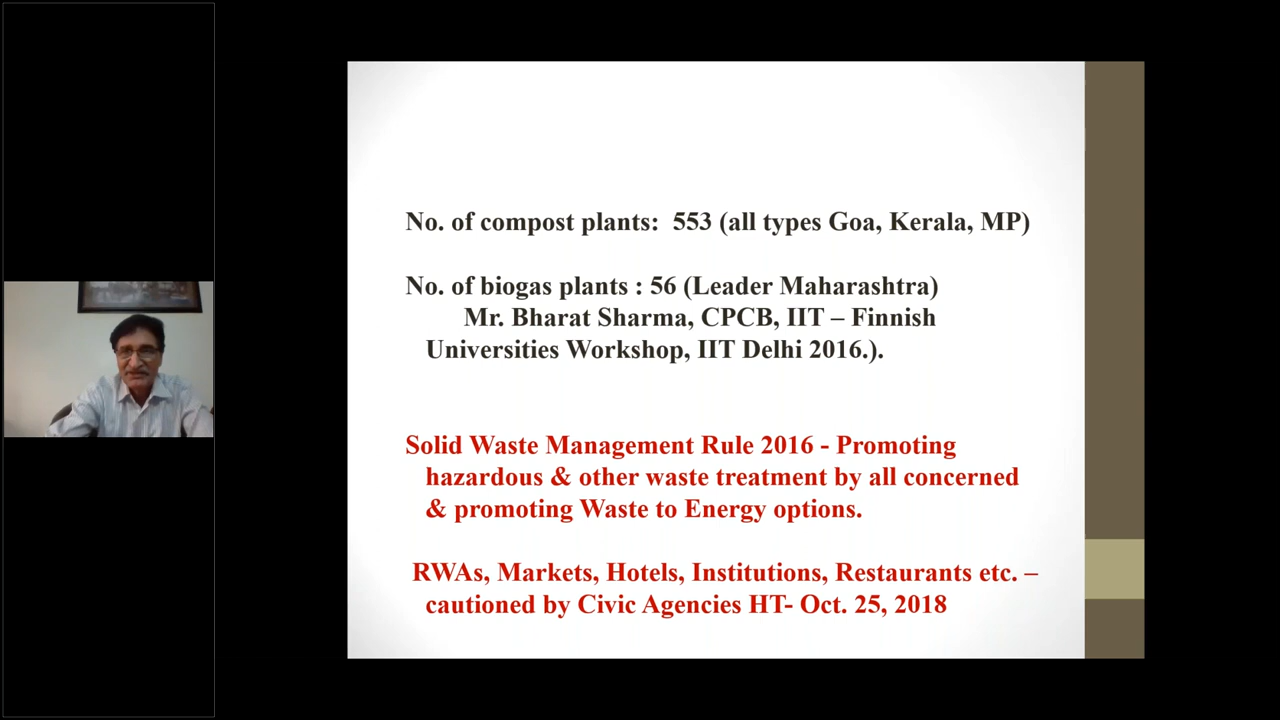 No. of compost plants:  553 (all types Goa, Kerala, MP)
No. of biogas plants : 56 (Leader Maharashtra)
Mr. Bharat Sharma, CPCB, IIT – Finnish
Universities Workshop, IIT Delhi 2016.).
Solid Waste Management Rule 2016 - Promoting
hazardous & other waste treatment by all concerned
& promoting Waste to Energy options.
RWAs, Markets, Hotels, Institutions, Restaurants etc. –
cautioned by Civic Agencies HT- Oct. 25, 2018